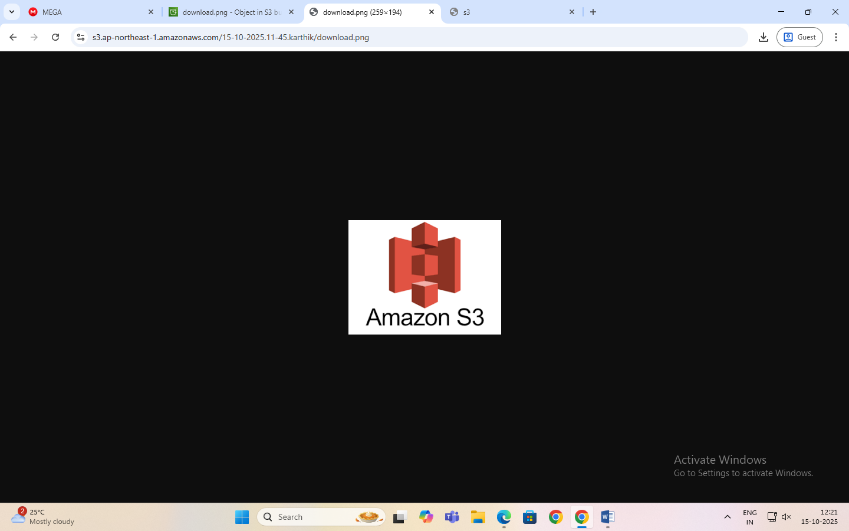 MEGA
download.png - Object in S3 b
download.png (259×194)
s3
s3.ap-northeast-1.amazonaws.com/15-10-2025.11-45.karthik/download.png
Guest
Amazon S3
Activate Windows
Go to Settings to activate Windows.
2
25°C
Mostly cloudy
Search
ENG
IN
12:21
15-10-2025